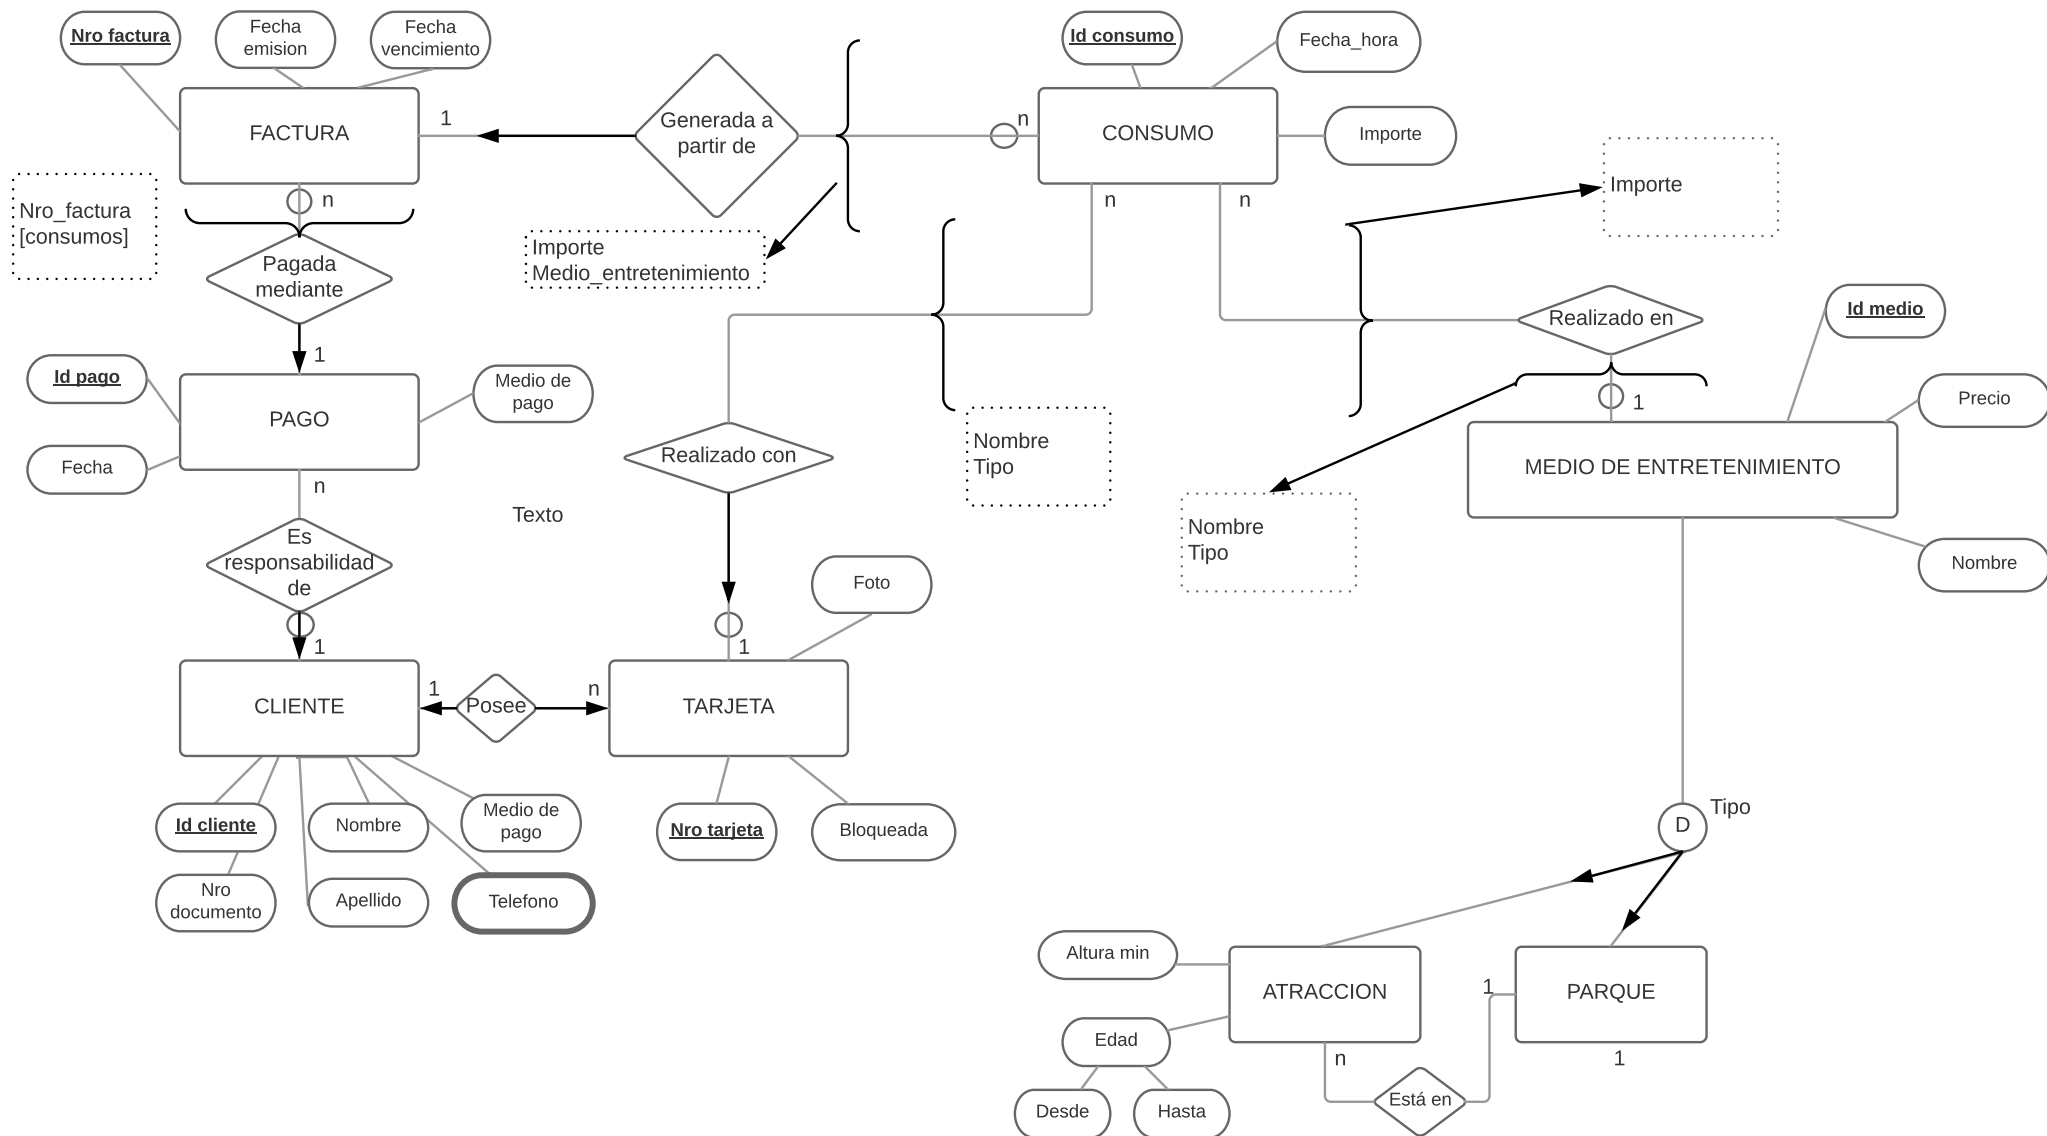 Nro factura
Fecha
emision
Fecha
vencimiento
Id consumo
Fecha_hora
FACTURA
1
Generada a
partir de
n
CONSUMO
Importe
Importe
Nro_factura
[consumos]
n
n
n
Importe
Medio_entretenimiento
Pagada
mediante
1
Realizado en
Id medio
Id pago
PAGO
Medio de
pago
Fecha
n
Realizado con
Nombre
Tipo
1
Precio
MEDIO DE ENTRETENIMIENTO
Nombre
Tipo
Nombre
Texto
Es
responsabilidad
de
1
Foto
1
CLIENTE
1
Posee
n
TARJETA
Id cliente
Nombre
Medio de
pago
Nro tarjeta
Bloqueada
Nro
documento
Apellido
Telefono
D
Tipo
Altura min
ATRACCION
1
PARQUE
Edad
n
1
Desde
Hasta
Está en